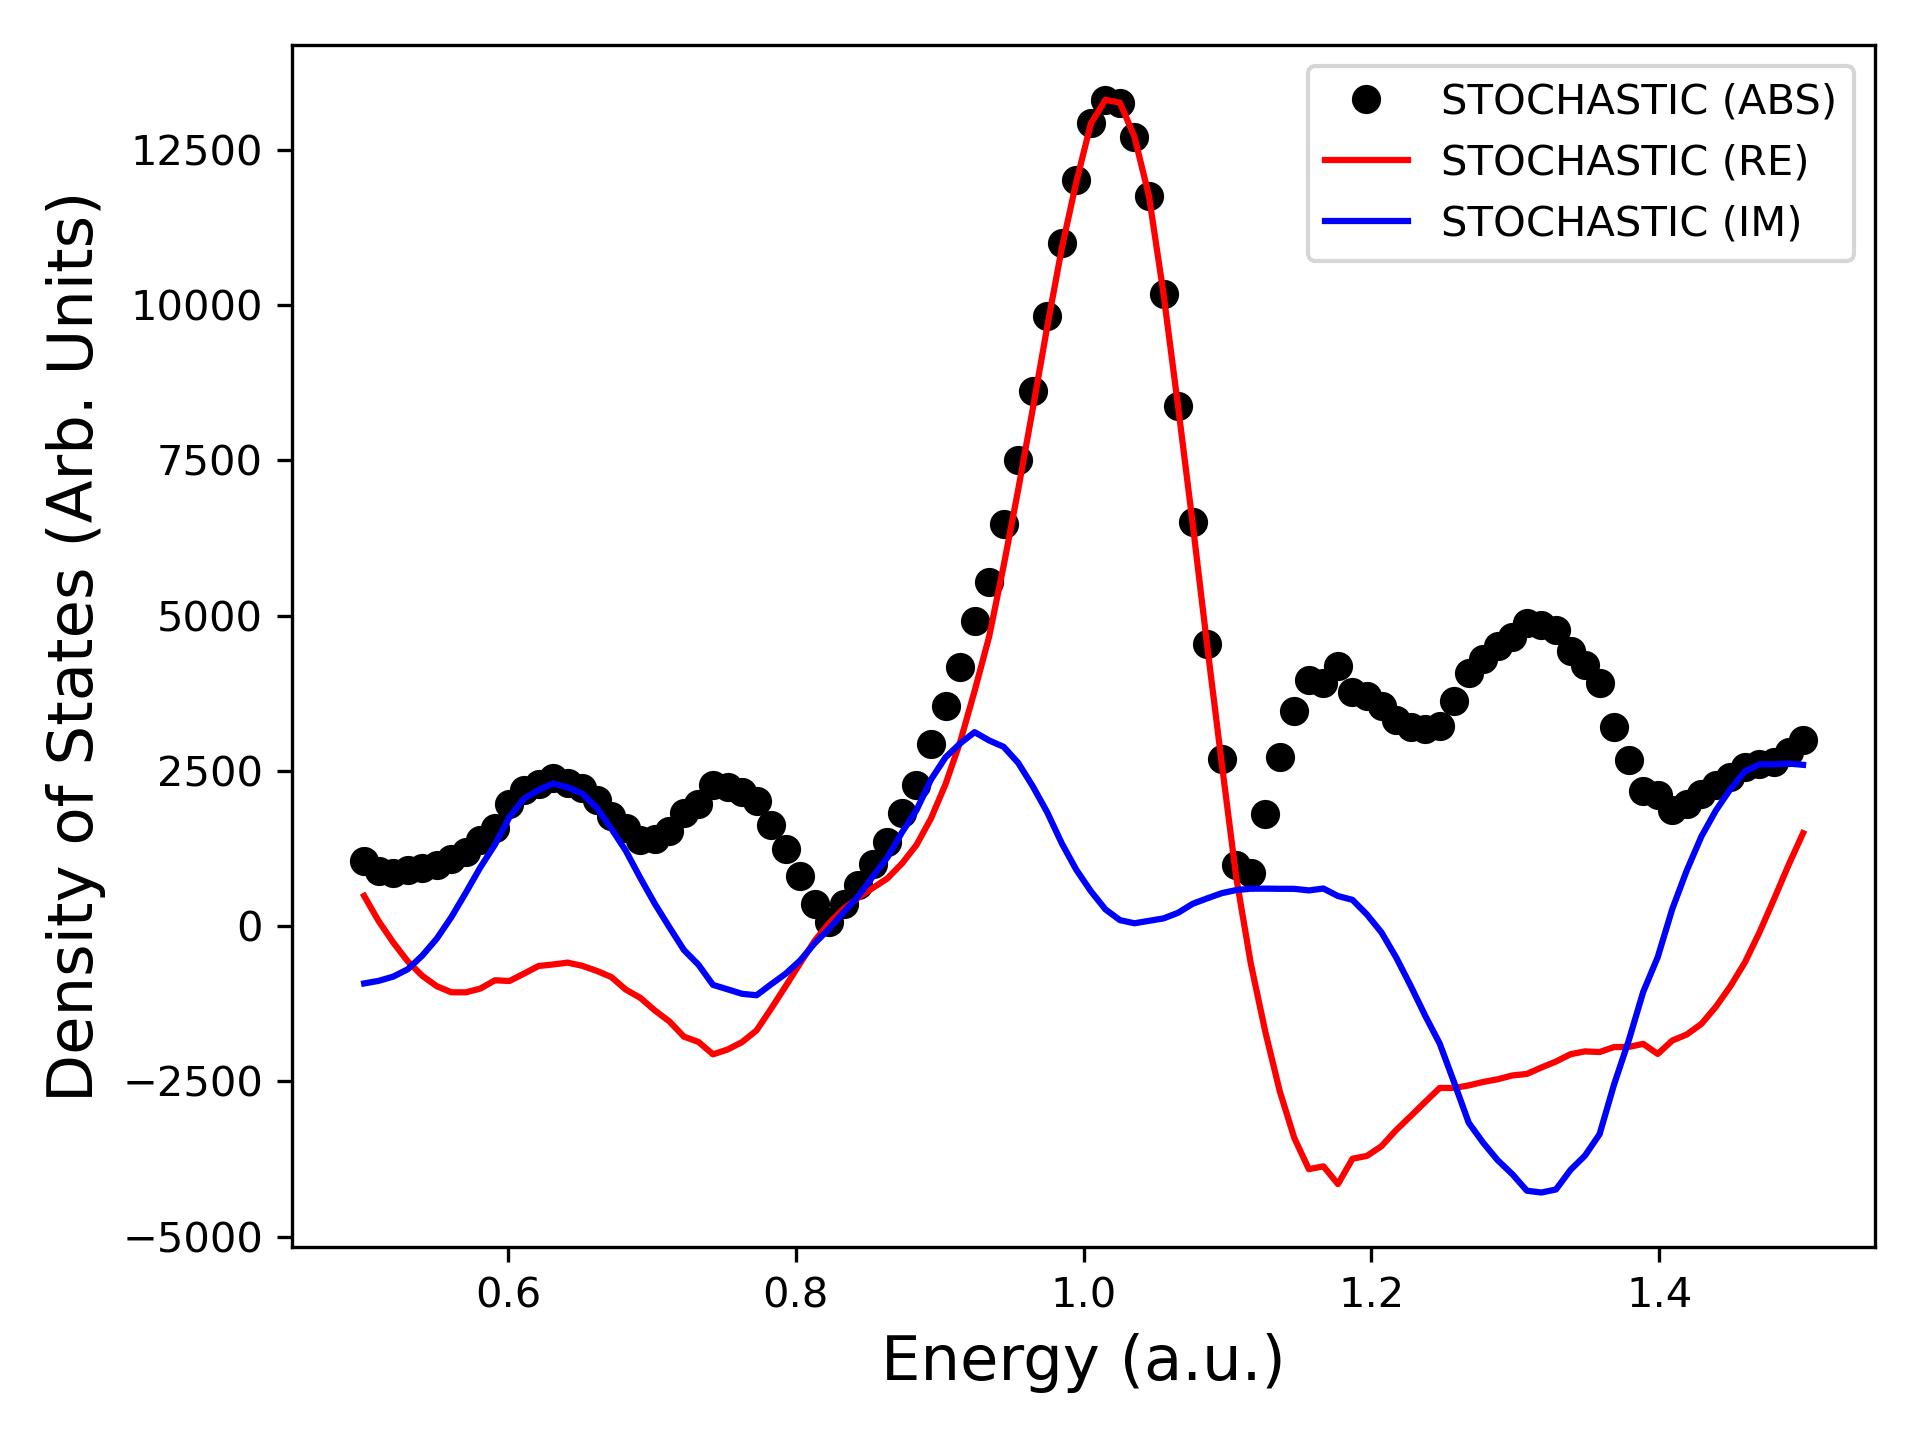 Density of States (Arb. Units)
12500
10000
7500
5000
2500
0
−2500
−5000
STOCHASTIC (ABS)
STOCHASTIC (RE)
STOCHASTIC (IM)
0.6 0.8 1.0 1.2 1.4
Energy (a.u.)